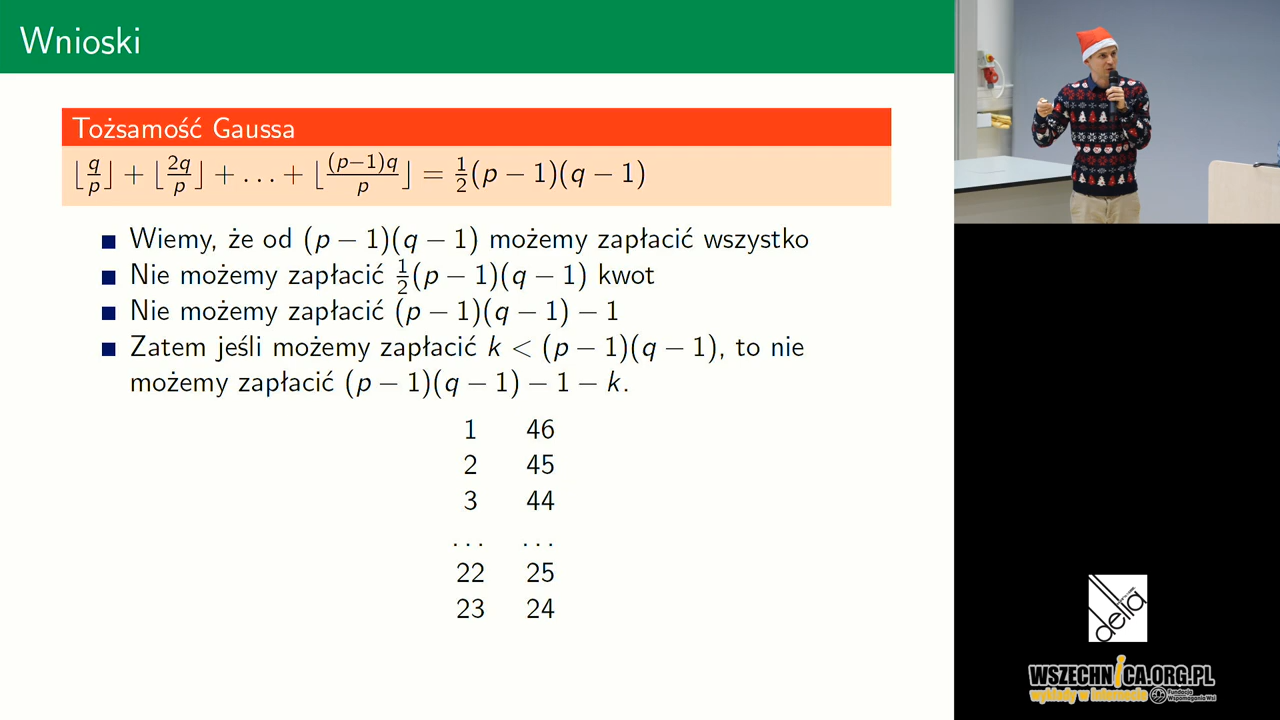 Wnioski
Tożsamość Gaussa
⌊q/p⌋ + ⌊2q/p⌋ + … + ⌊(p−1)q/p⌋ = ½(p − 1)(q − 1)
Wiemy, że od (p − 1)(q − 1) możemy zapłacić wszystko
Nie możemy zapłacić ½(p − 1)(q − 1) kwot
Nie możemy zapłacić (p − 1)(q − 1) − 1
Zatem jeśli możemy zapłacić k < (p − 1)(q − 1), to nie
możemy zapłacić (p − 1)(q − 1) − 1 − k.
1 46
2 45
3 44
... ...
22 25
23 24
delta
WSZECHNICA.ORG.PL
wykłady w internecie
Fundacja
Wspomagania Wsi